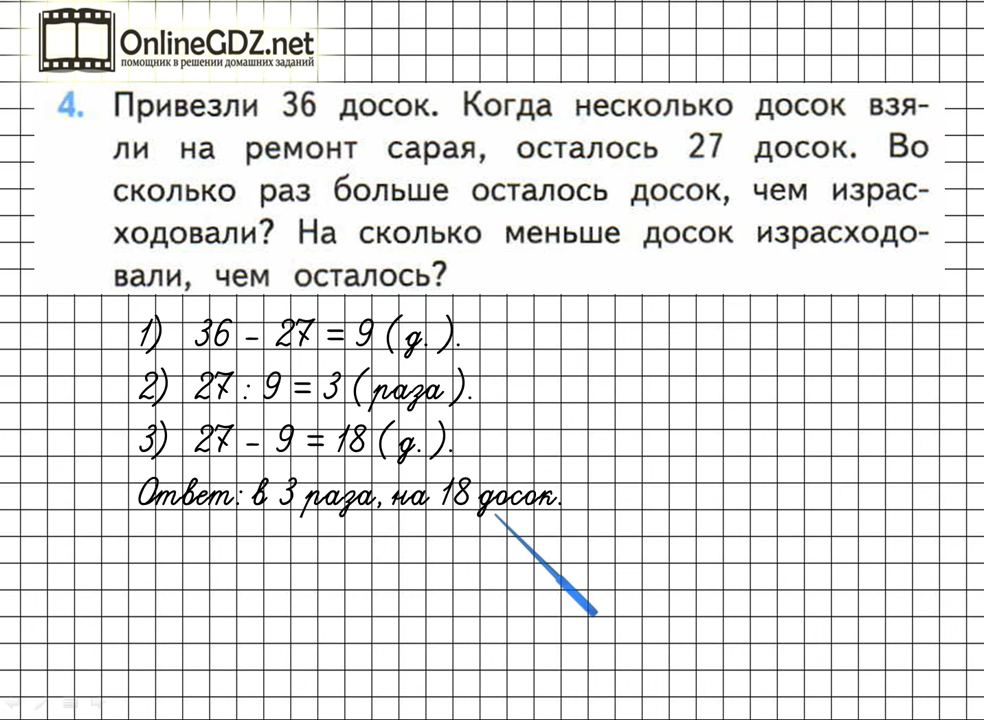 OnlineGDZ.net
помощник в решении домашних заданий
4. Привезли 36 досок. Когда несколько досок взя-
ли на ремонт сарая, осталось 27 досок. Во
сколько раз больше осталось досок, чем израс-
ходовали? На сколько меньше досок израсходо-
вали, чем осталось?
1) 36 - 27 = 9 (д.).
2) 27 : 9 = 3 (раза).
3) 27 - 9 = 18 (д.).
Ответ: в 3 раза, на 18 досок.